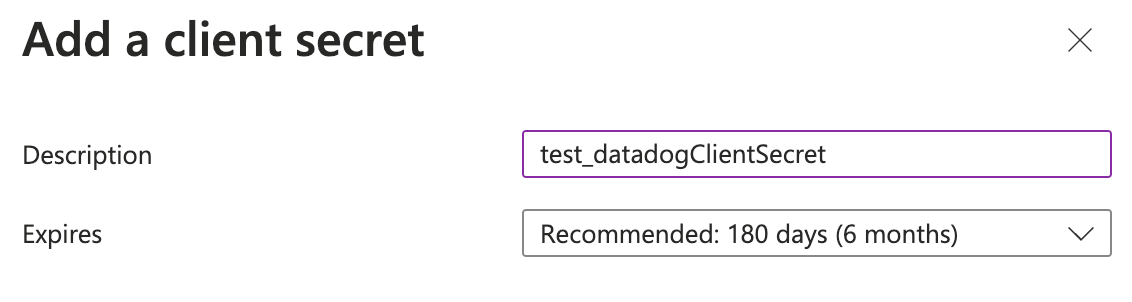 Add a client secret
Description
test_datadogClientSecret
Expires
Recommended: 180 days (6 months)